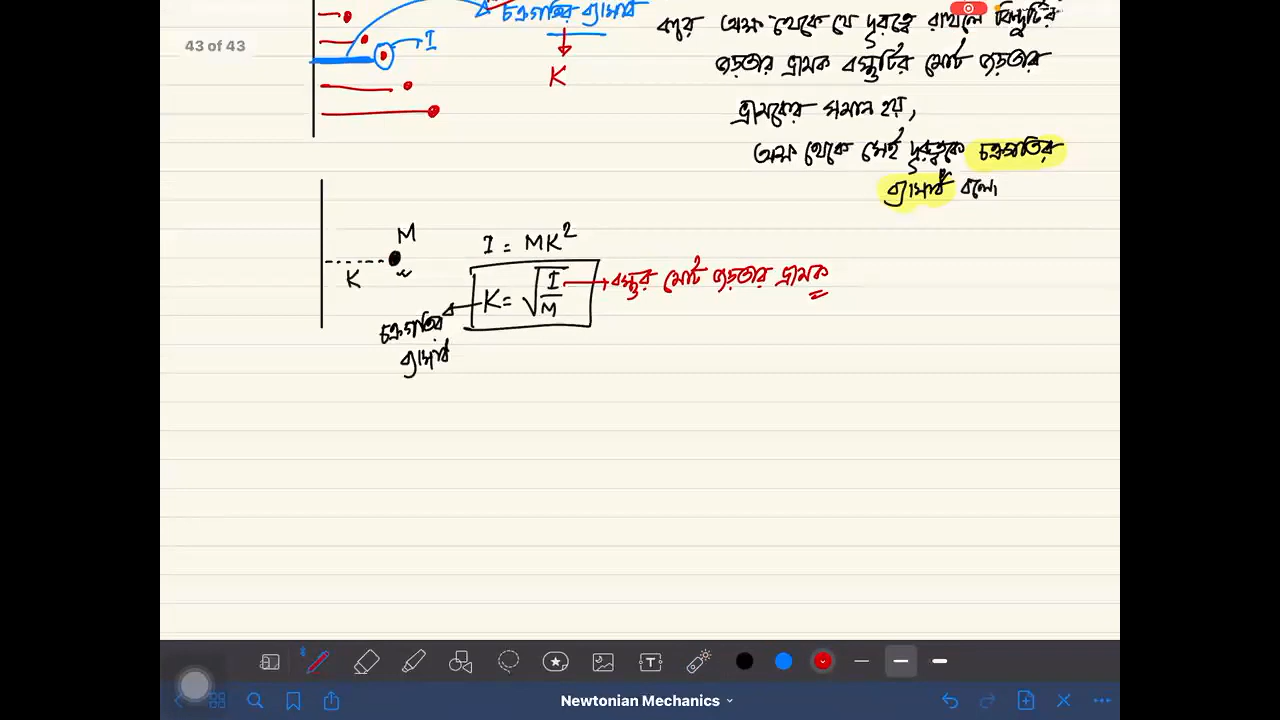 43 of 43
I
চক্রগতির ব্যাসার্ধ
K
করে অক্ষ থেকে যে দূরত্বে রাখলে বিন্দুটির
জড়তার ভ্রামক বস্তুটির মোট জড়তার
ভ্রামকের সমান হয়,
অক্ষ থেকে সেই দূরত্বকে চক্রগতির
ব্যাসার্ধ বলে।
M
K
I = MK²
K = √(I/M)
বস্তুর মোট জড়তার ভ্রামক
চক্রগতির
ব্যাসার্ধ
Newtonian Mechanics